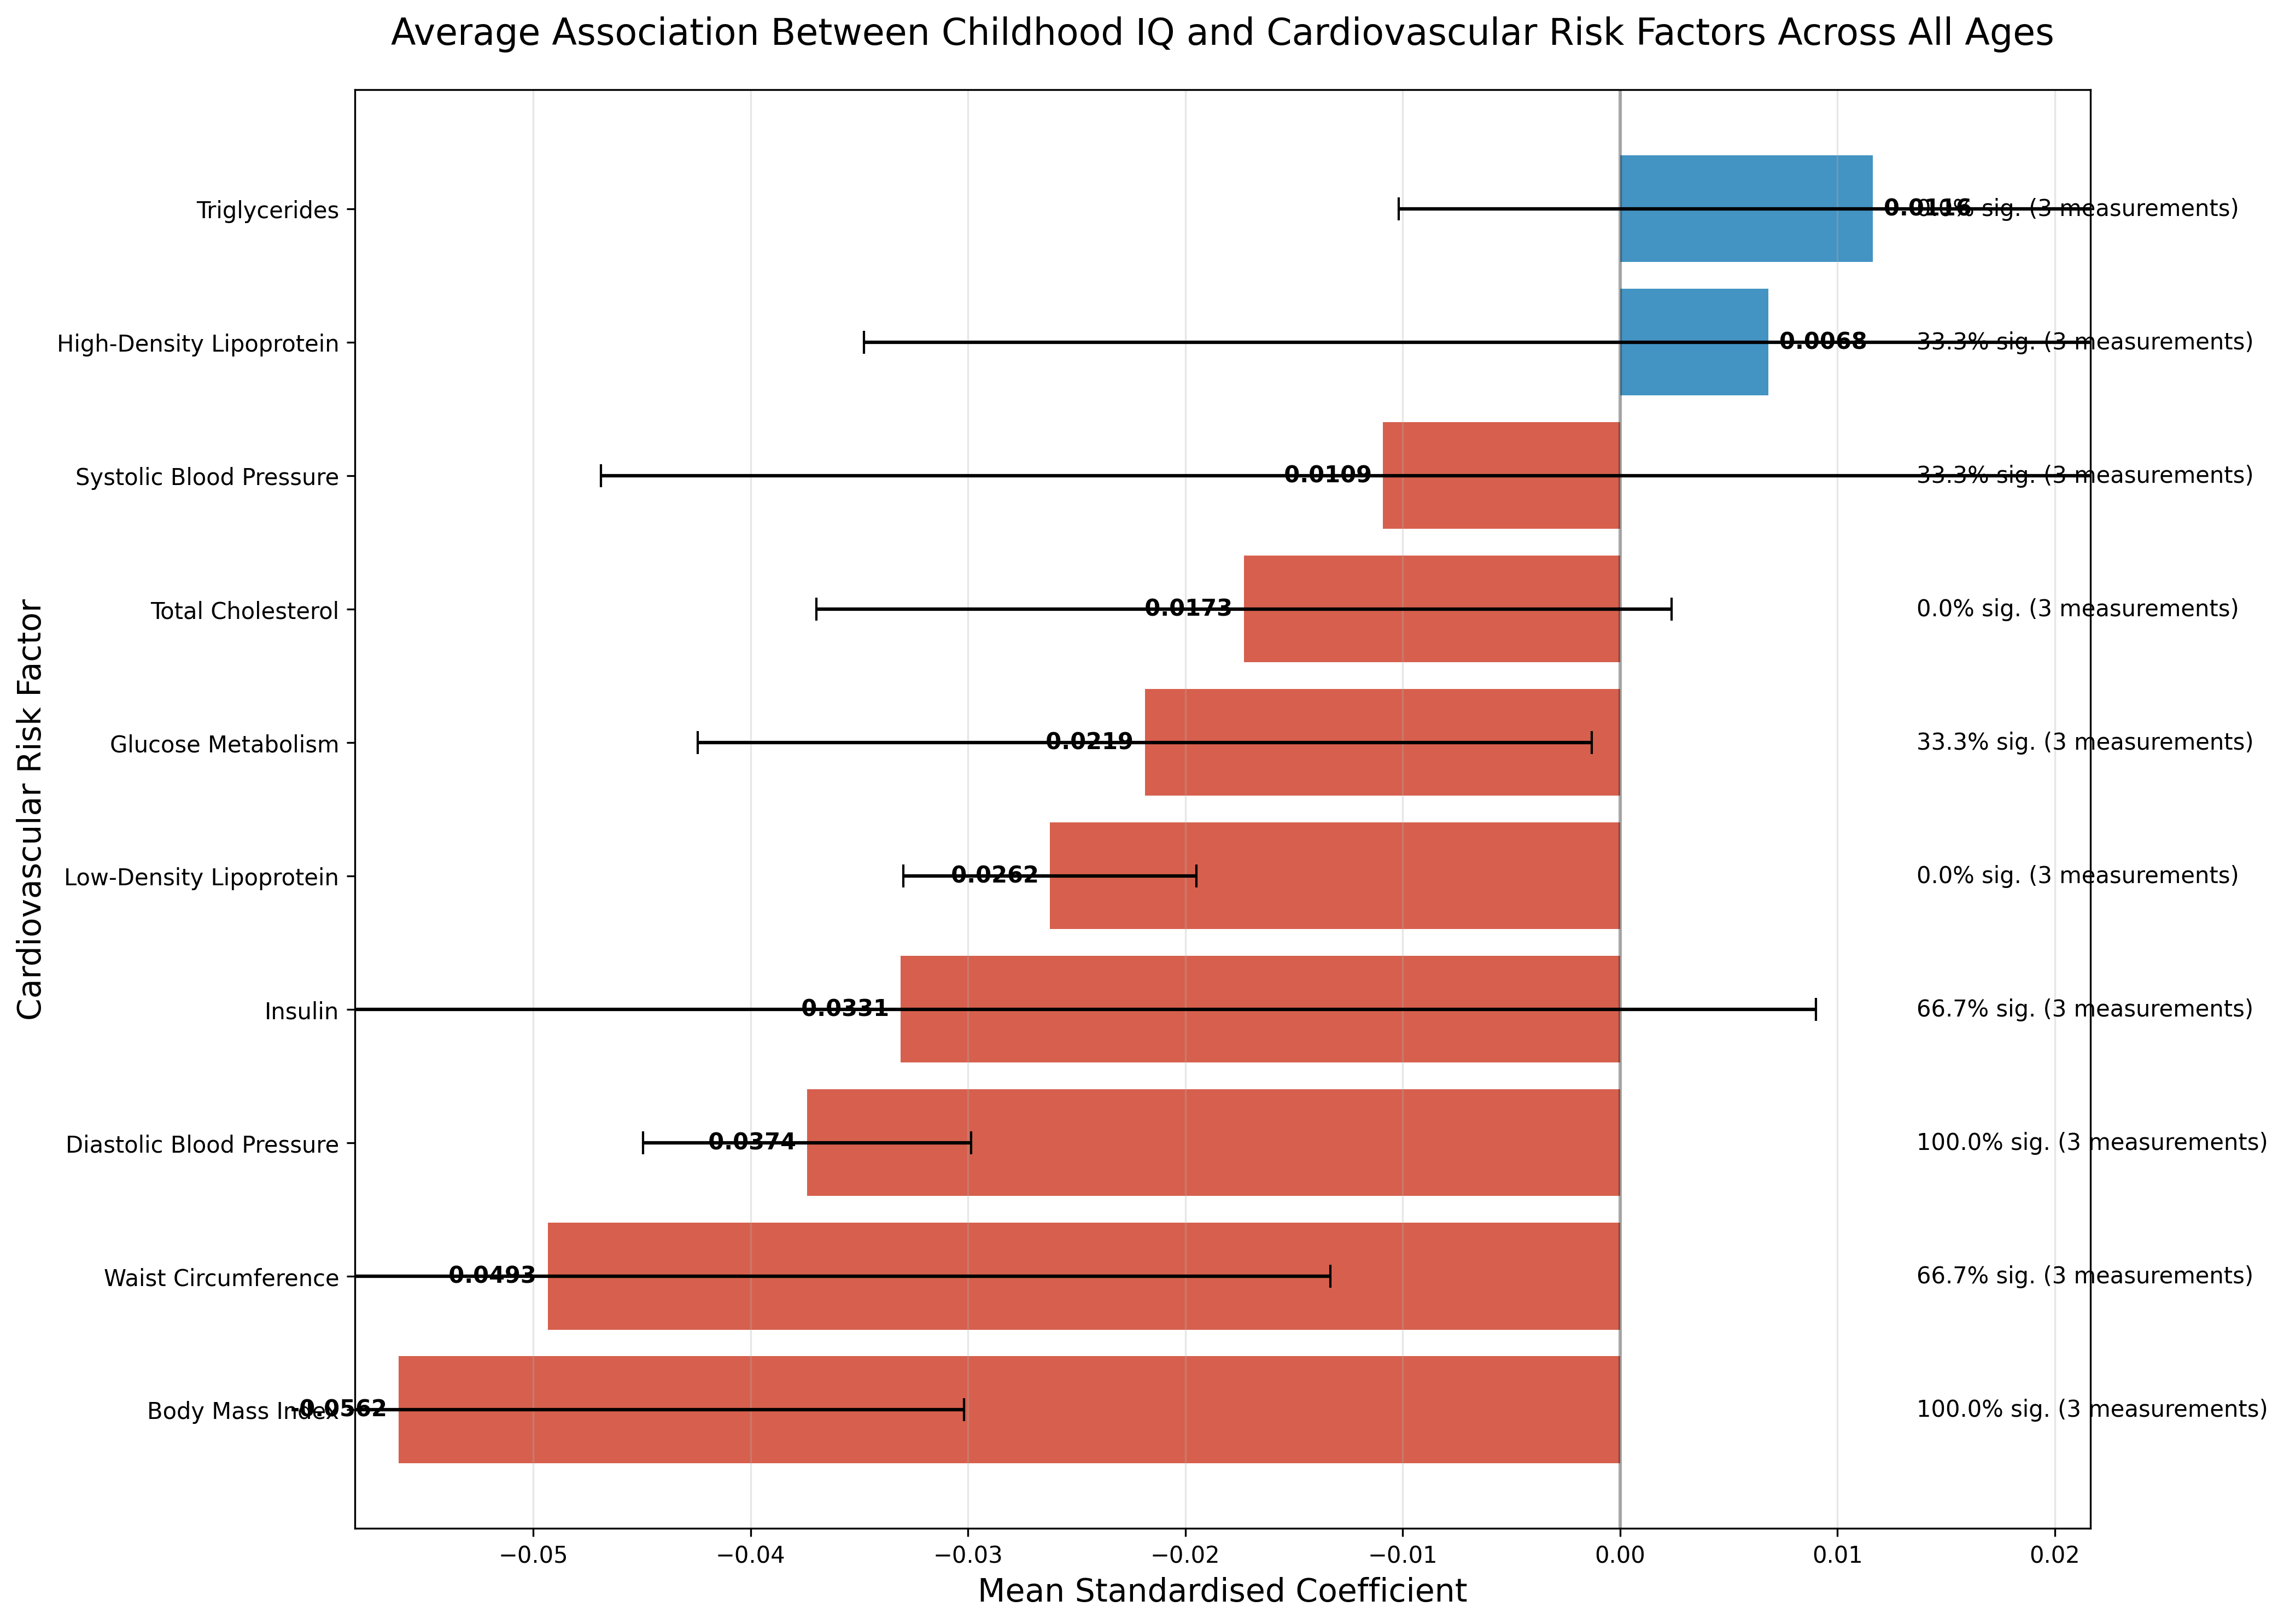 Average Association Between Childhood IQ and Cardiovascular Risk Factors Across All Ages
Cardiovascular Risk Factor
Triglycerides 0.0116 0.0% sig. (3 measurements)
High-Density Lipoprotein 0.0068 33.3% sig. (3 measurements)
Systolic Blood Pressure 0.0109 33.3% sig. (3 measurements)
Total Cholesterol 0.0173 0.0% sig. (3 measurements)
Glucose Metabolism 0.0219 33.3% sig. (3 measurements)
Low-Density Lipoprotein 0.0262 0.0% sig. (3 measurements)
Insulin 0.0331 66.7% sig. (3 measurements)
Diastolic Blood Pressure 0.0374 100.0% sig. (3 measurements)
Waist Circumference 0.0493 66.7% sig. (3 measurements)
Body Mass Index -0.0562 100.0% sig. (3 measurements)
−0.05 −0.04 −0.03 −0.02 −0.01 0.00 0.01 0.02
Mean Standardised Coefficient